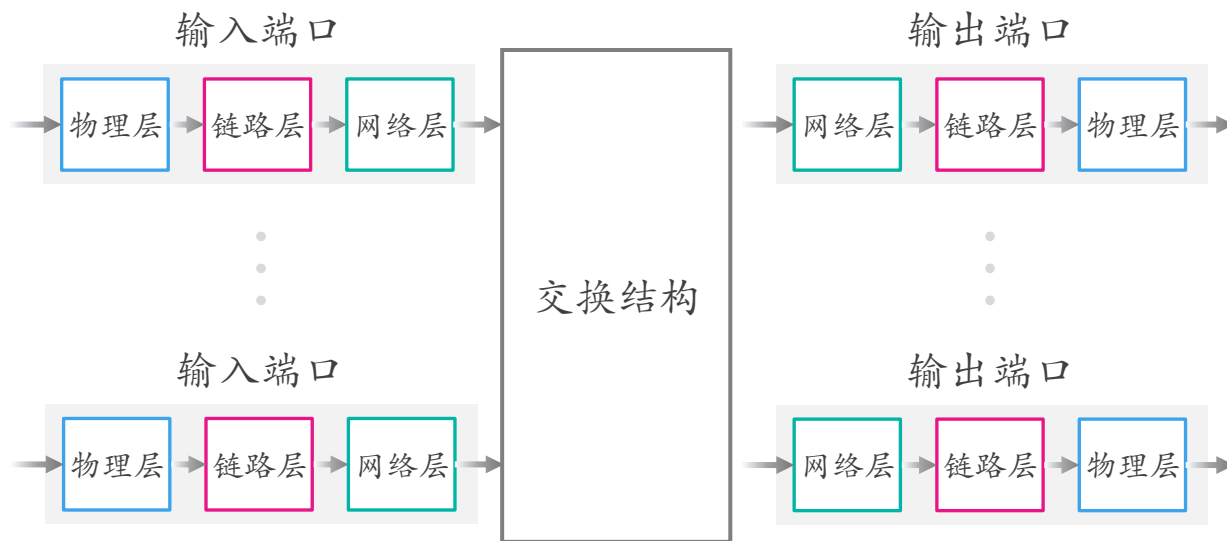 输入端口
输出端口
物理层 链路层 网络层
网络层 链路层 物理层
交换结构
输入端口
输出端口
物理层 链路层 网络层
网络层 链路层 物理层